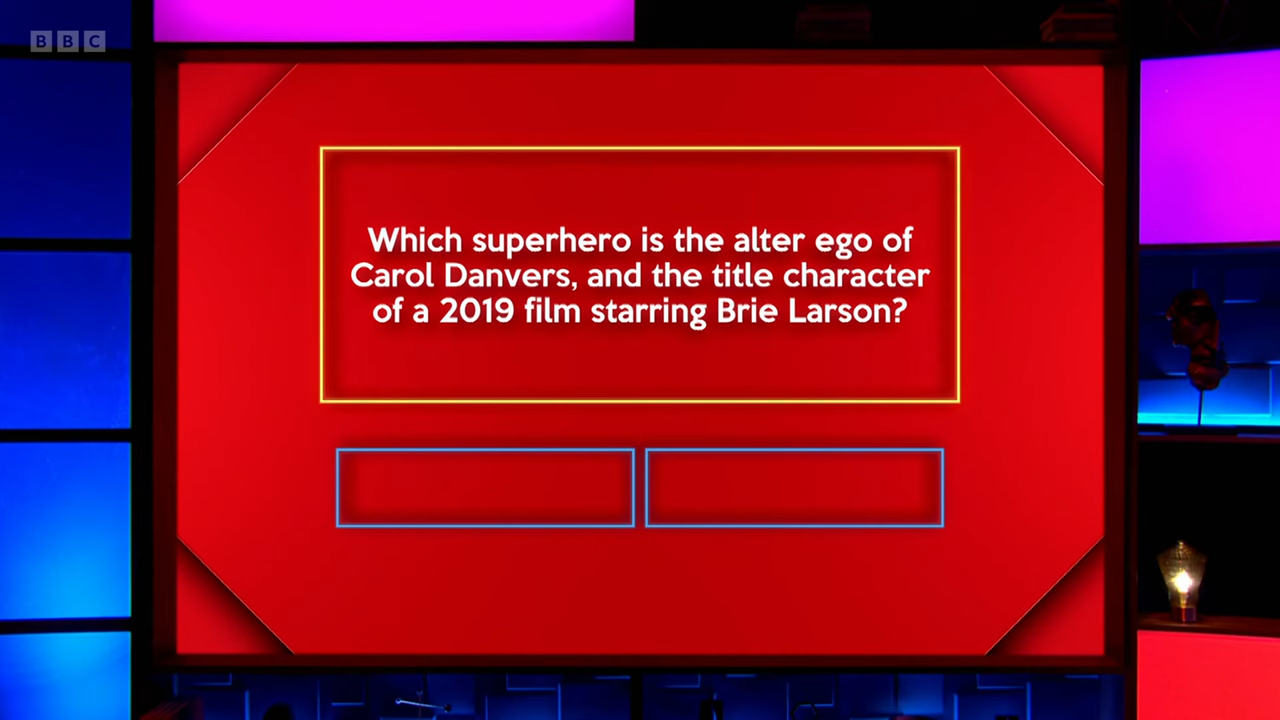 BBC
Which superhero is the alter ego of
Carol Danvers, and the title character
of a 2019 film starring Brie Larson?